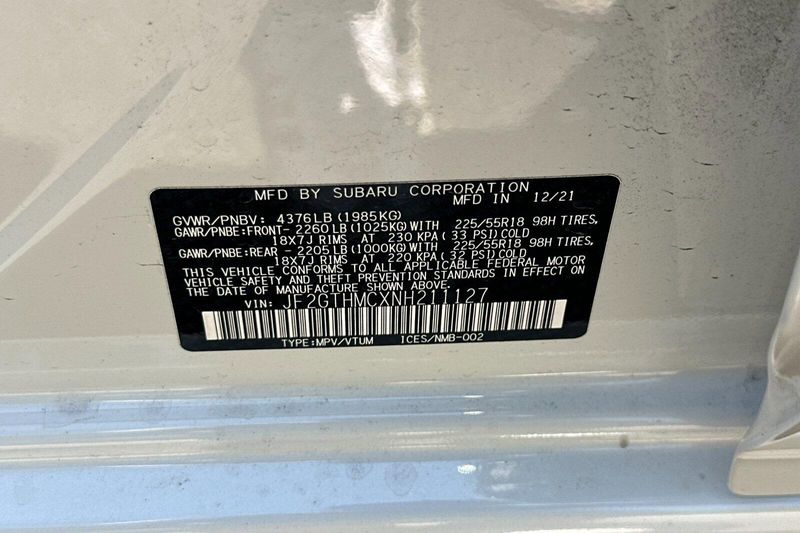 MFD BY SUBARU CORPORATION
MFD IN 12/21
GVWR/PNBV: 4376LB (1985KG)
GAWR/PNBE:FRONT- 2260LB (1025KG) WITH 225/55R18 98H TIRES,
18X7J RIMS AT 230 KPA (33 PSI)COLD
GAWR/PNBE:REAR - 2205LB (1000KG) WITH 225/55R18 98H TIRES,
18X7J RIMS AT 220 KPA (32 PSI)COLD
THIS VEHICLE CONFORMS TO ALL APPLICABLE FEDERAL MOTOR
VEHICLE SAFETY AND THEFT PREVENTION STANDARDS IN EFFECT ON
THE DATE OF MANUFACTURE SHOWN ABOVE.
VIN: JF2GTHMCXNH211127
TYPE:MPV/VTUM ICES/NMB-002